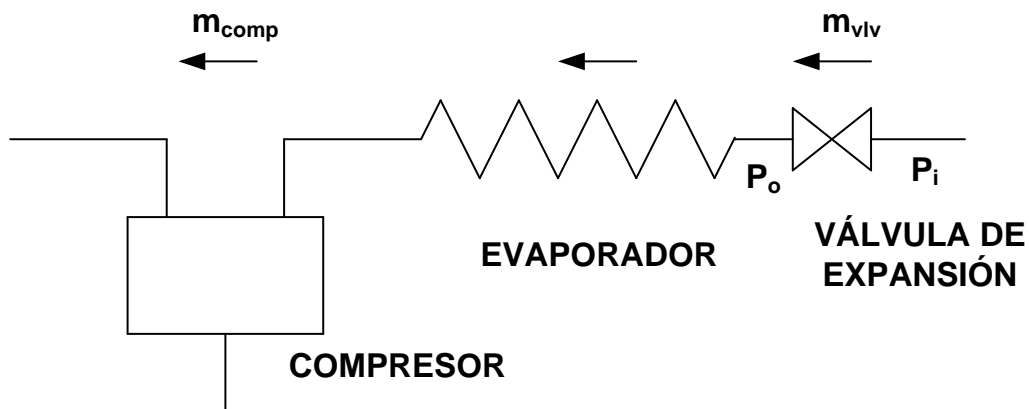 m_comp
m_vlv
P_o
P_i
EVAPORADOR
VÁLVULA DE
EXPANSIÓN
COMPRESOR